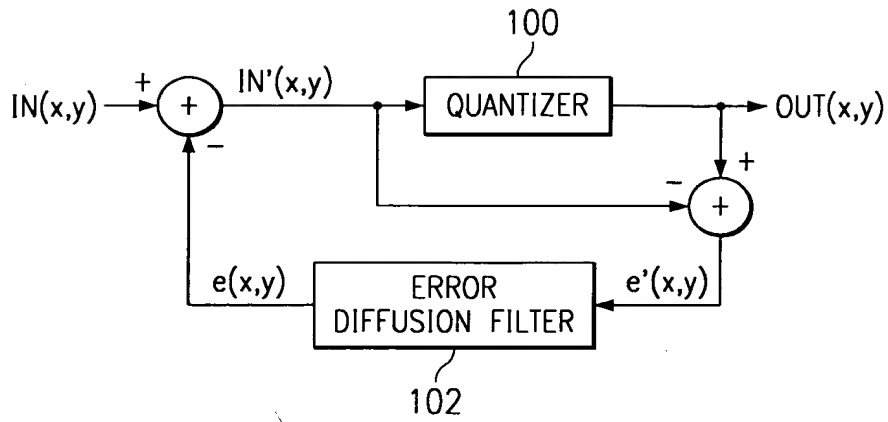 100
IN(x,y)
+
+
IN'(x,y)
QUANTIZER
OUT(x,y)
−
−
+
+
e(x,y)
ERROR
DIFFUSION FILTER
e'(x,y)
102